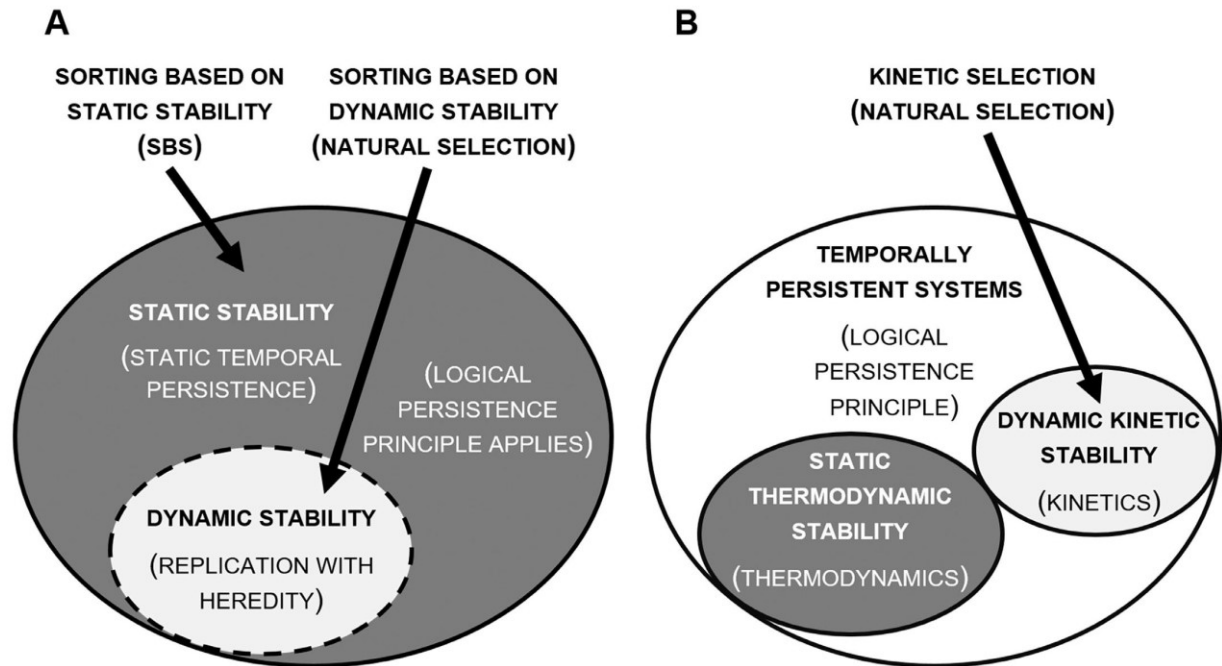 A
SORTING BASED ON
STATIC STABILITY
(SBS)
SORTING BASED ON
DYNAMIC STABILITY
(NATURAL SELECTION)
STATIC STABILITY
(STATIC TEMPORAL
PERSISTENCE)
(LOGICAL
PERSISTENCE
PRINCIPLE APPLIES)
DYNAMIC STABILITY
(REPLICATION WITH
HEREDITY)
B
KINETIC SELECTION
(NATURAL SELECTION)
TEMPORALLY
PERSISTENT SYSTEMS
(LOGICAL
PERSISTENCE
PRINCIPLE)
DYNAMIC KINETIC
STABILITY
(KINETICS)
STATIC
THERMODYNAMIC
STABILITY
(THERMODYNAMICS)